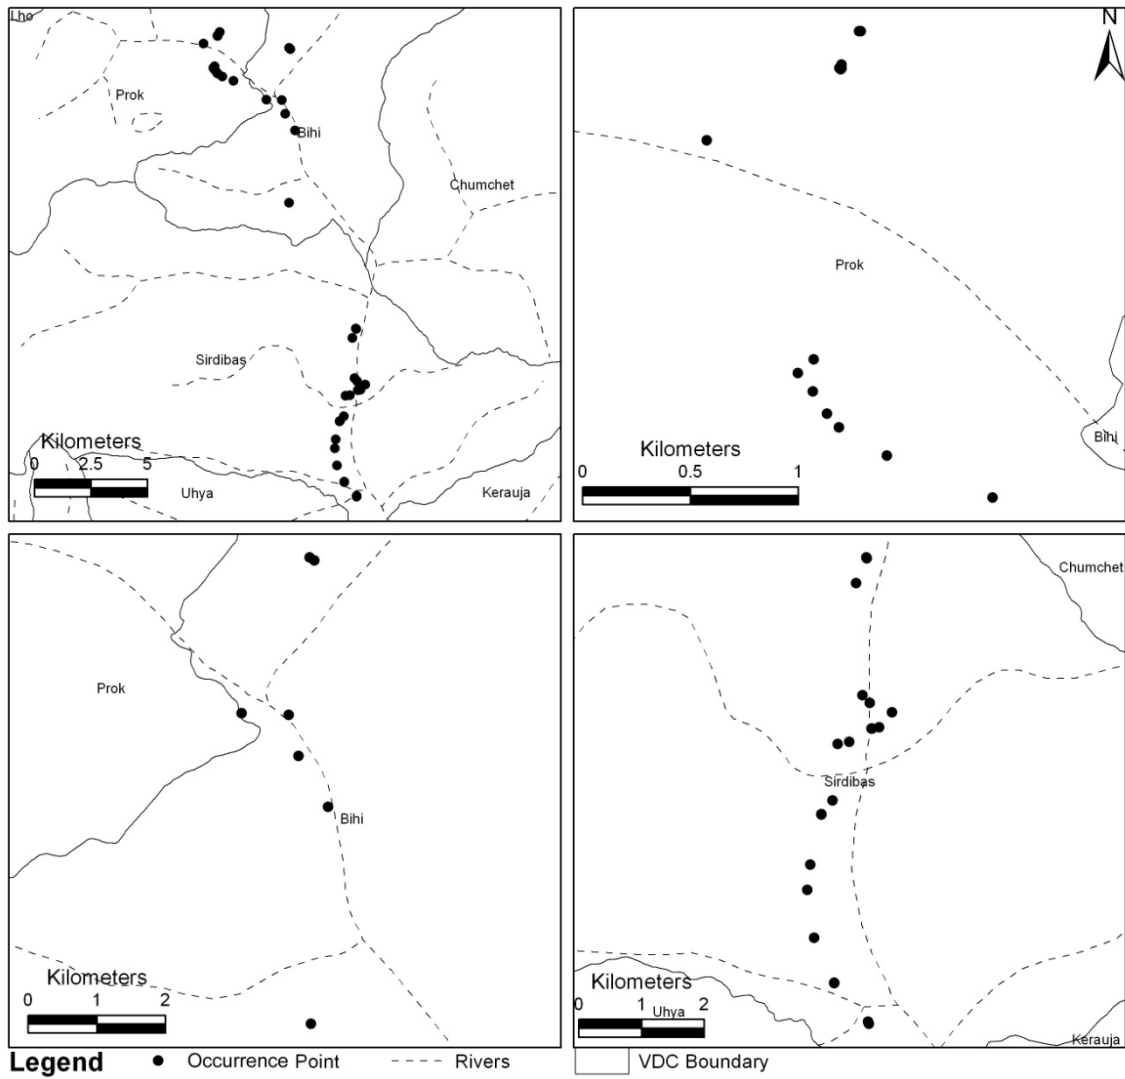 Lho
Prok
Bihi
Chumchet
Sirdibas
Kilometers
0 2.5 5
Uhya
Kerauja
N
Prok
Bihi
Kilometers
0 0.5 1
Prok
Bihi
Kilometers
0 1 2
Chumchet
Sirdibas
Kilometers
0 1 2
Uhya
Kerauja
Legend Occurrence Point Rivers VDC Boundary